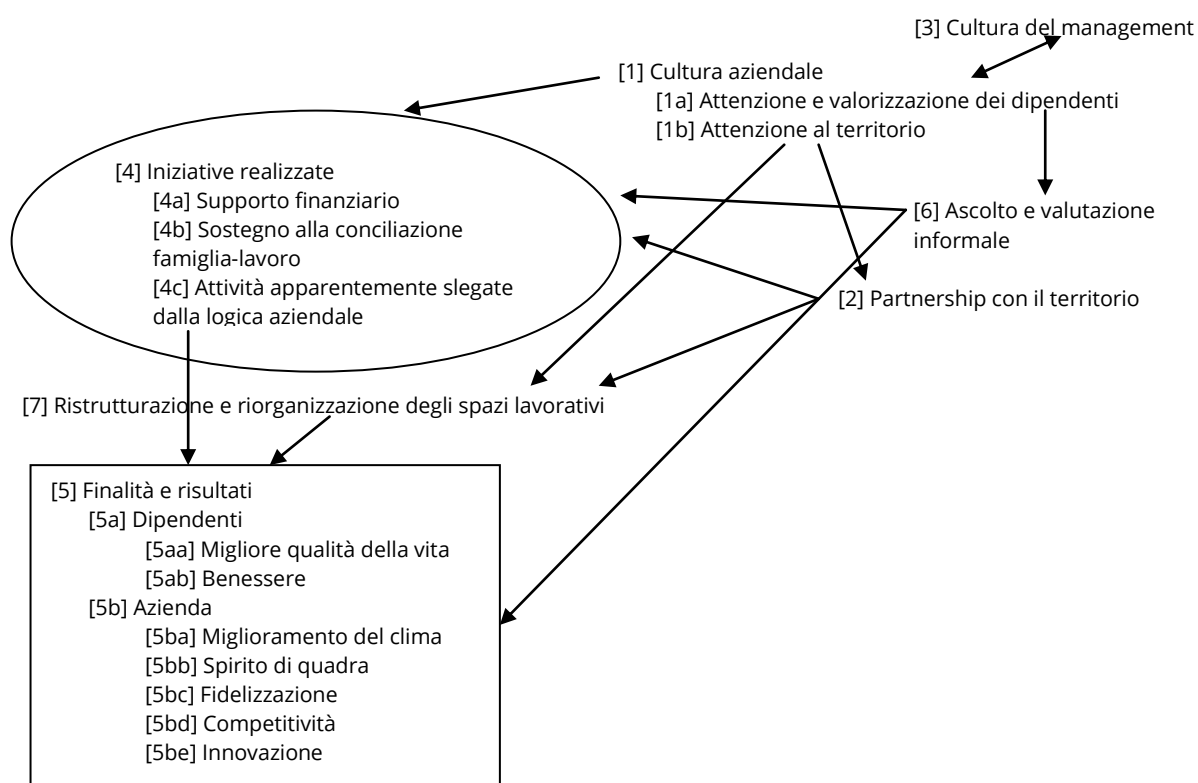 [3] Cultura del management
[1] Cultura aziendale
[1a] Attenzione e valorizzazione dei dipendenti
[1b] Attenzione al territorio
[4] Iniziative realizzate
[4a] Supporto finanziario
[4b] Sostegno alla conciliazione
famiglia-lavoro
[4c] Attività apparentemente slegate
dalla logica aziendale
[6] Ascolto e valutazione
informale
[2] Partnership con il territorio
[7] Ristrutturazione e riorganizzazione degli spazi lavorativi
[5] Finalità e risultati
[5a] Dipendenti
[5aa] Migliore qualità della vita
[5ab] Benessere
[5b] Azienda
[5ba] Miglioramento del clima
[5bb] Spirito di quadra
[5bc] Fidelizzazione
[5bd] Competitività
[5be] Innovazione